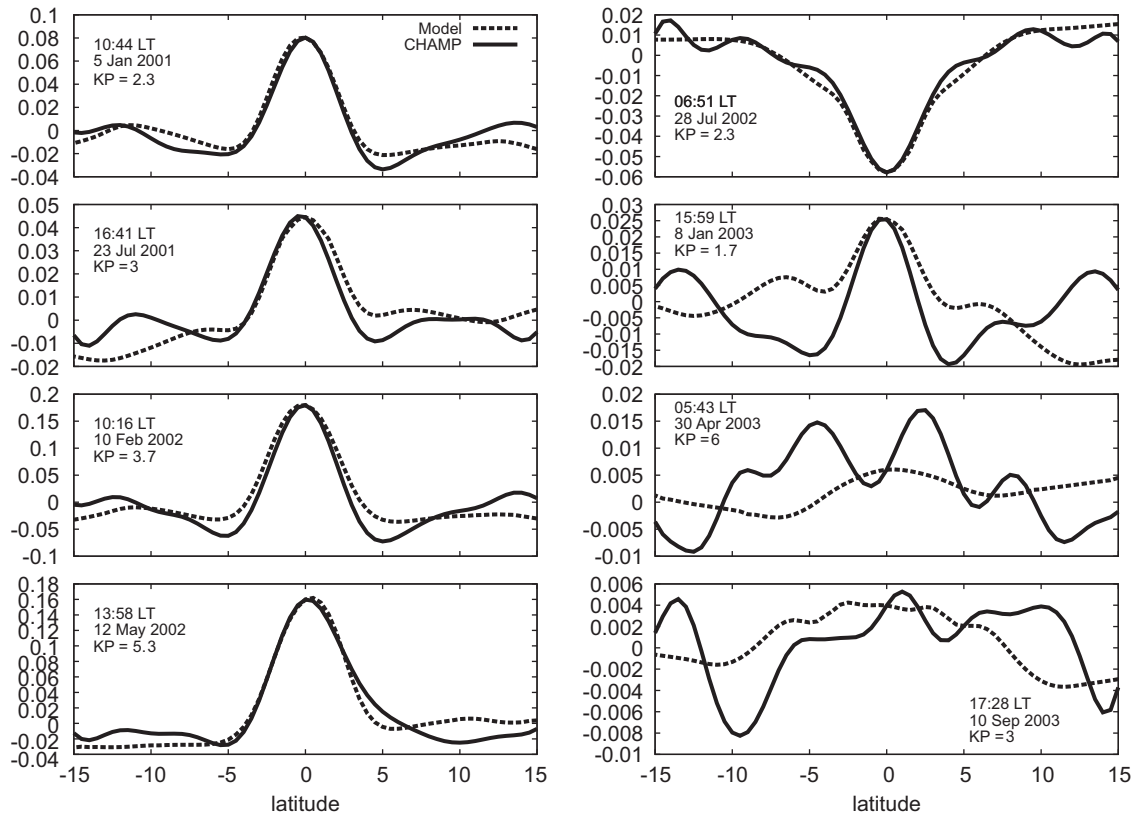 0.1
0.08
0.06
0.04
0.02
0
-0.02
-0.04
10:44 LT
5 Jan 2001
KP = 2.3
Model
CHAMP
0.05
0.04
0.03
0.02
0.01
0
-0.01
-0.02
16:41 LT
23 Jul 2001
KP =3
0.2
0.15
0.1
0.05
0
-0.05
-0.1
10:16 LT
10 Feb 2002
KP = 3.7
0.18
0.16
0.14
0.12
0.1
0.08
0.06
0.04
0.02
0
-0.02
-0.04
13:58 LT
12 May 2002
KP = 5.3
-15 -10 -5 0 5 10 15
latitude
0.02
0.01
0
-0.01
-0.02
-0.03
-0.04
-0.05
-0.06
06:51 LT
28 Jul 2002
KP = 2.3
0.03
0.025
0.02
0.015
0.01
0.005
0
-0.005
-0.01
-0.015
-0.02
15:59 LT
8 Jan 2003
KP = 1.7
0.02
0.015
0.01
0.005
0
-0.005
-0.01
05:43 LT
30 Apr 2003
KP =6
0.006
0.004
0.002
0
-0.002
-0.004
-0.006
-0.008
-0.01
17:28 LT
10 Sep 2003
KP =3
-15 -10 -5 0 5 10 15
latitude